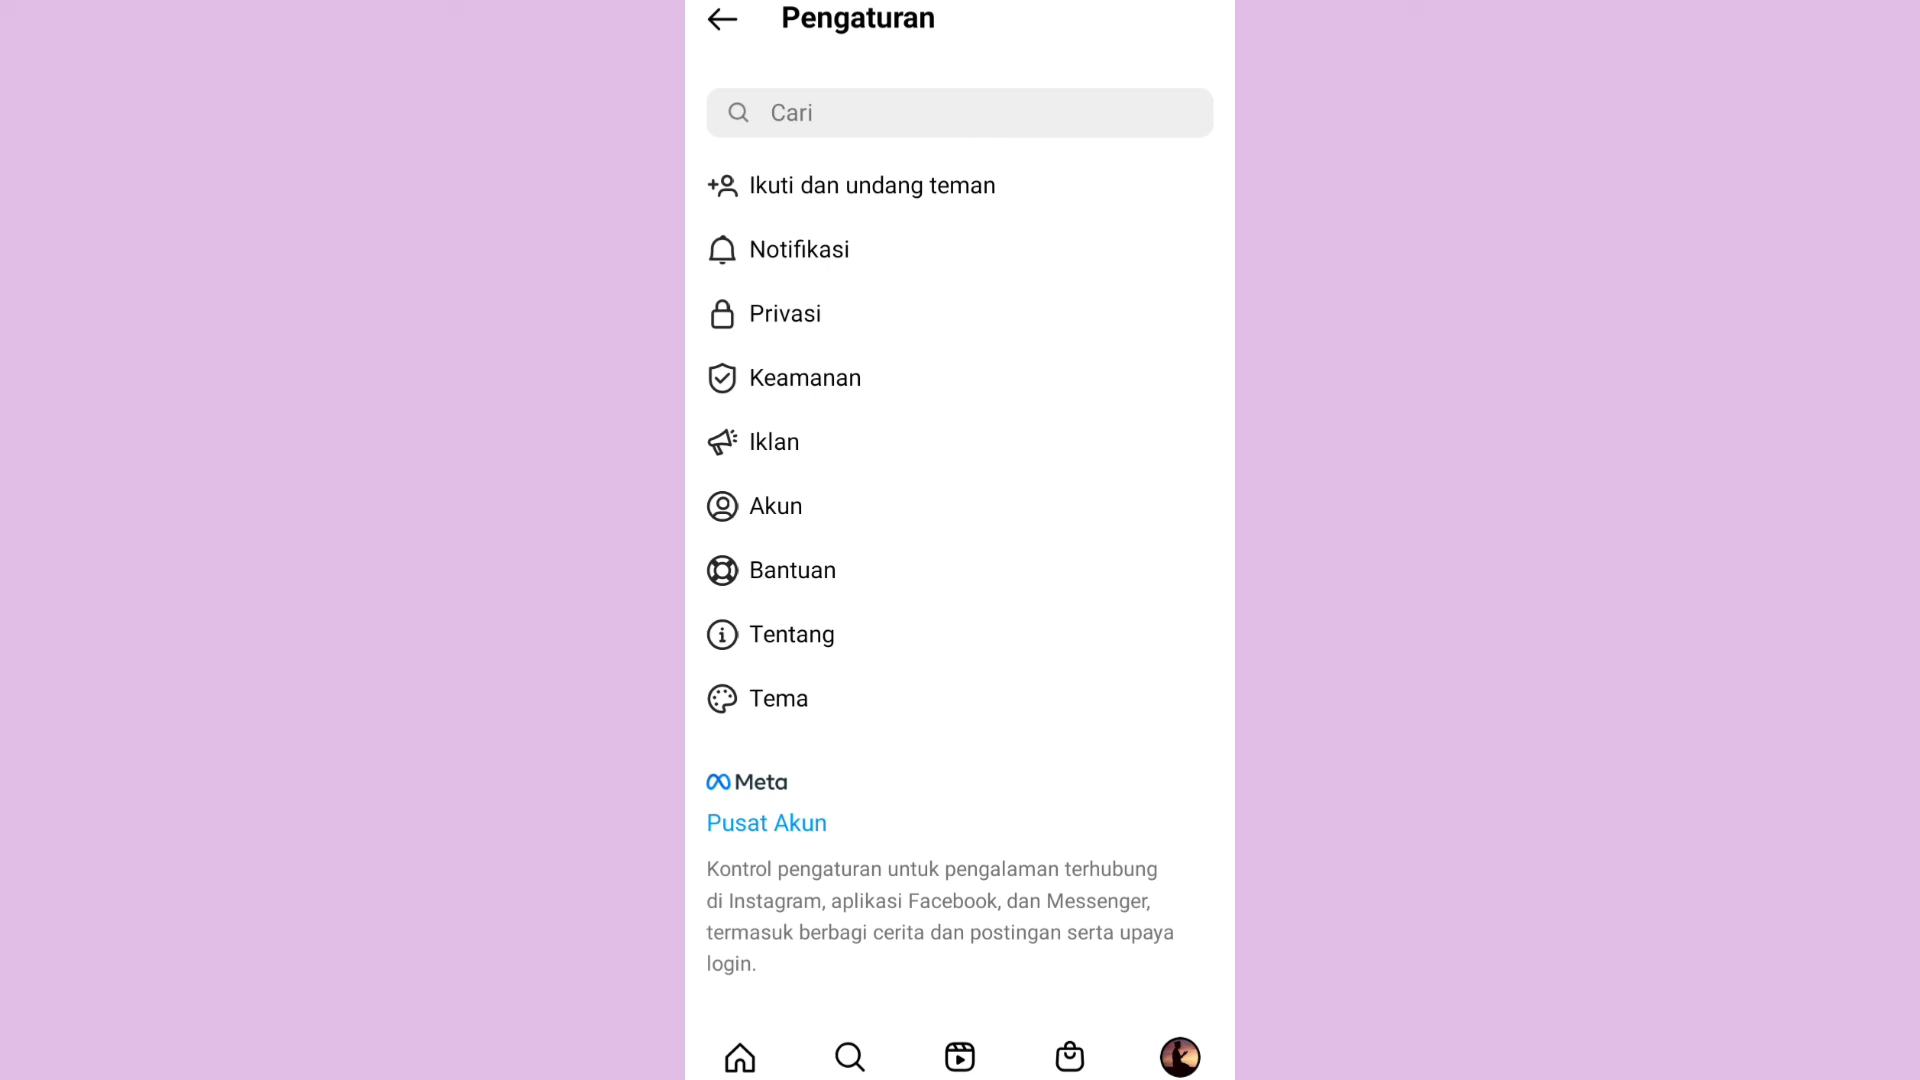 Pengaturan
Cari
Ikuti dan undang teman
Notifikasi
Privasi
Keamanan
Iklan
Akun
Bantuan
Tentang
Tema
Meta
Pusat Akun
Kontrol pengaturan untuk pengalaman terhubung
di Instagram, aplikasi Facebook, dan Messenger,
termasuk berbagi cerita dan postingan serta upaya
login.